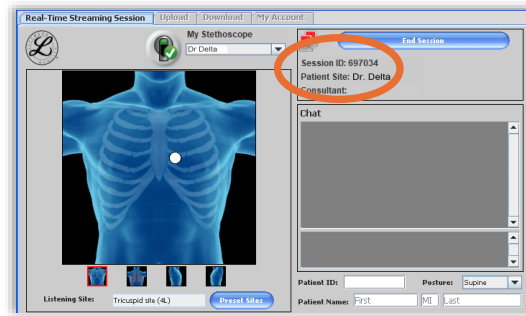 Real-Time Streaming Session Upload Download My Account
My Stethoscope
Dr Delta
End Session
Session ID: 697034
Patient Site: Dr. Delta
Consultant:
Chat
Patient ID: Posture: Supine
Listening Site: Tricuspid site (4L) Preset Sites
Patient Name: First MI Last